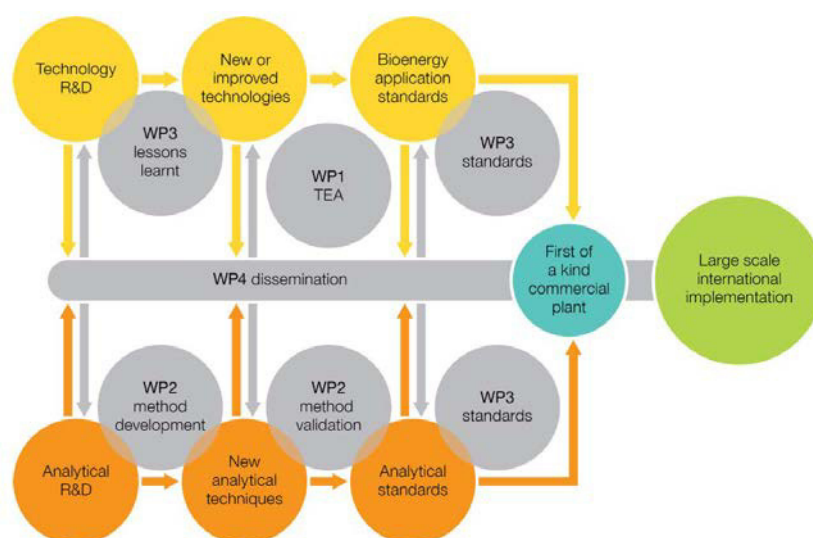 Technology
R&D
New or
improved
technologies
Bioenergy
application
standards
WP3
lessons
learnt
WP1
TEA
WP3
standards
WP4 dissemination
First of
a kind
commercial
plant
Large scale
international
implementation
WP2
method
development
WP2
method
validation
WP3
standards
Analytical
R&D
New
analytical
techniques
Analytical
standards